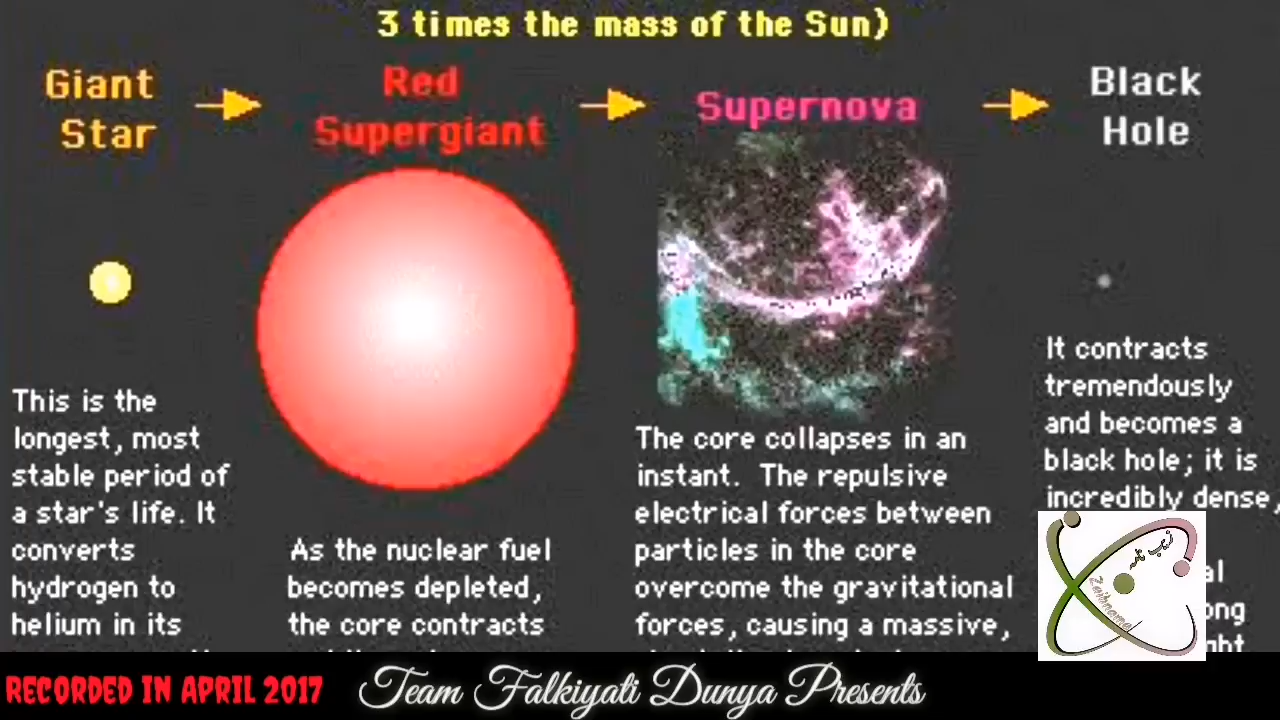 3 times the mass of the Sun)
Giant
Star
Red
Supergiant
Supernova
Black
Hole
This is the
longest, most
stable period of
a star's life. It
converts
hydrogen to
helium in its
As the nuclear fuel
becomes depleted,
the core contracts
The core collapses in an
instant. The repulsive
electrical forces between
particles in the core
overcome the gravitational
forces, causing a massive,
It contracts
tremendously
and becomes a
black hole; it is
incredibly dense,
زیب نامہ
Zaibnama
RECORDED IN APRIL 2017
Team Falkiyati Dunya Presents